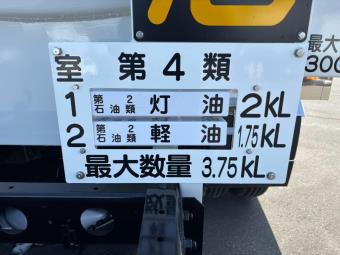 室 第4類
1 第2石油類 灯油 2KL
2 第2石油類 軽油 1.75KL
最大数量 3.75KL
最大
300